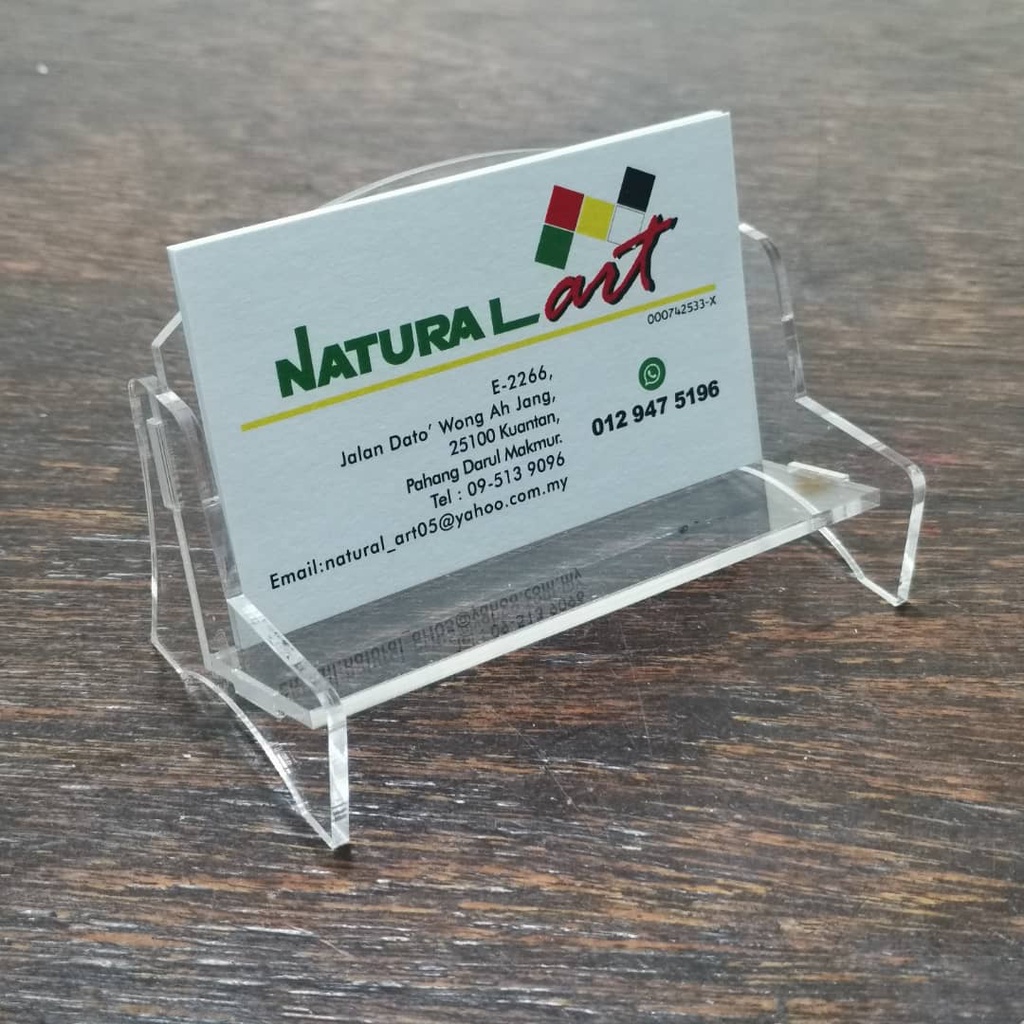 NATURAL art
000742533-X
E-2266,
Jalan Dato' Wong Ah Jang,
25100 Kuantan,
Pahang Darul Makmur.
Tel : 09-513 9096
Email:natural_art05@yahoo.com.my
012 947 5196